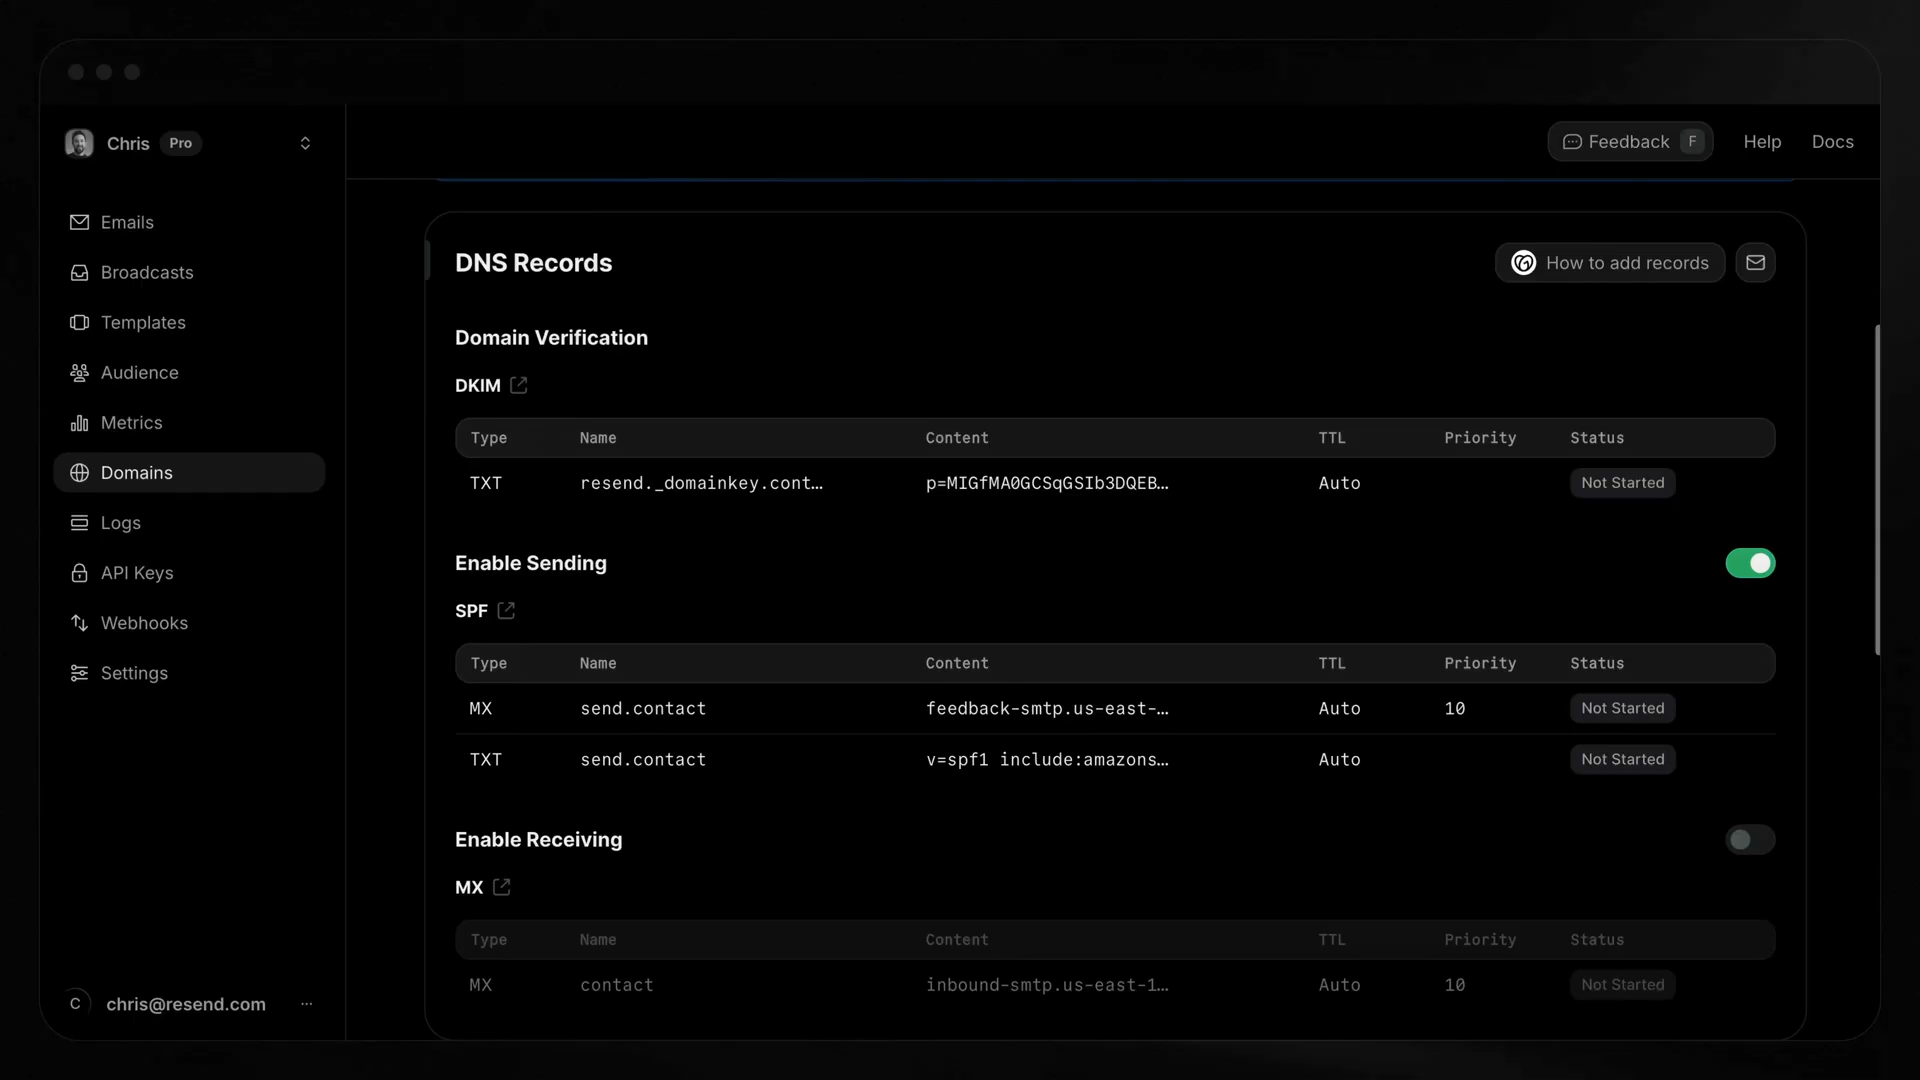 Chris Pro
Feedback F Help Docs
Emails
Broadcasts
Templates
Audience
Metrics
Domains
Logs
API Keys
Webhooks
Settings
C chris@resend.com ...
DNS Records
How to add records
Domain Verification
DKIM
Type Name Content TTL Priority Status
TXT resend._domainkey.cont… p=MIGfMA0GCSqGSIb3DQEB… Auto Not Started
Enable Sending
SPF
Type Name Content TTL Priority Status
MX send.contact feedback-smtp.us-east-… Auto 10 Not Started
TXT send.contact v=spf1 include:amazons… Auto Not Started
Enable Receiving
MX
Type Name Content TTL Priority Status
MX contact inbound-smtp.us-east-1… Auto 10 Not Started